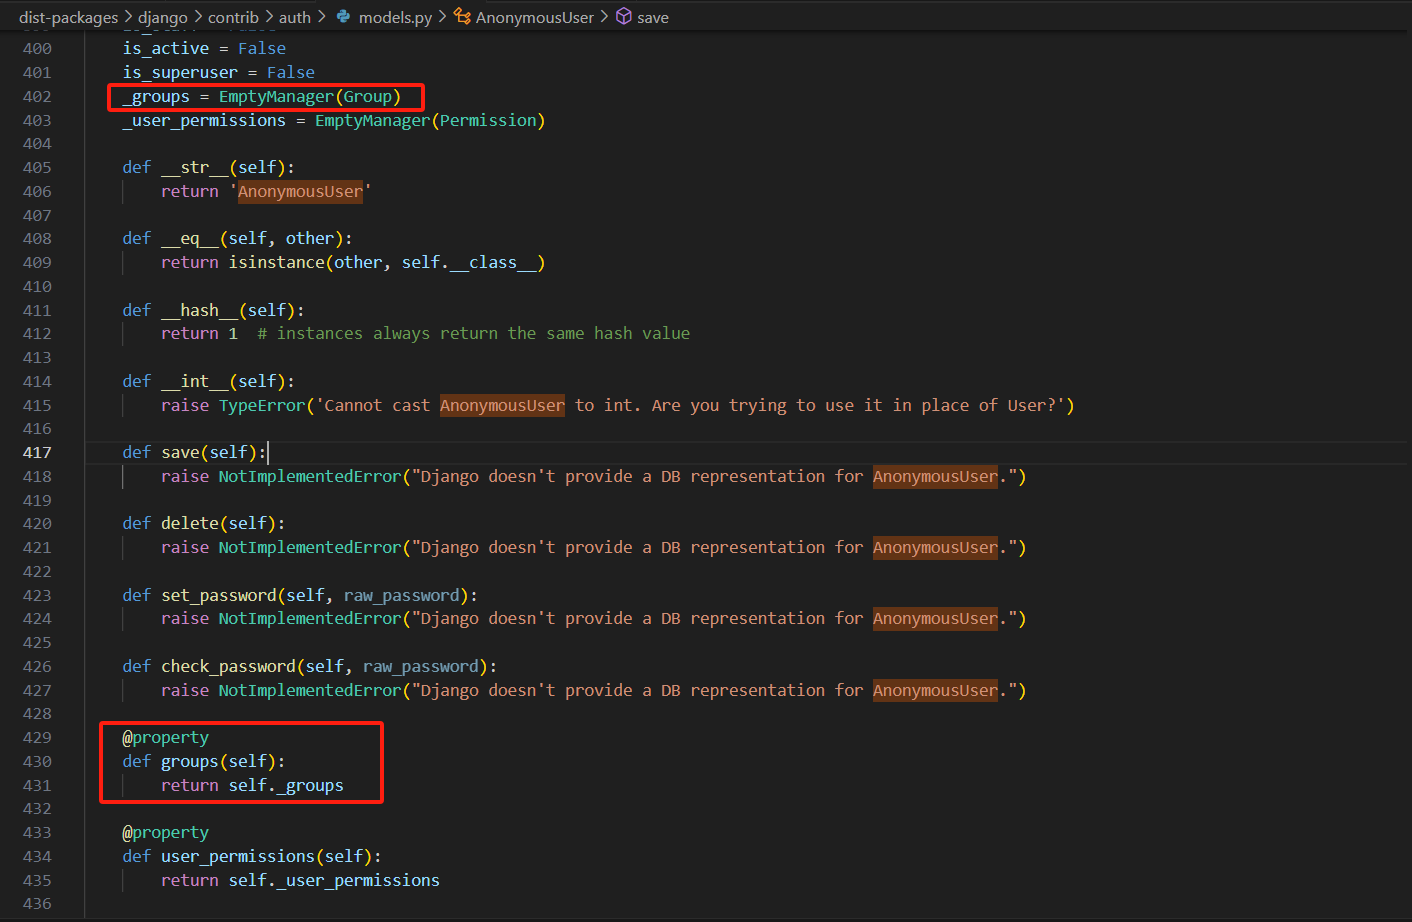 dist-packages > django > contrib > auth > models.py > AnonymousUser > save
400 is_active = False
401 is_superuser = False
402 _groups = EmptyManager(Group)
403 _user_permissions = EmptyManager(Permission)
404
405 def __str__(self):
406 return 'AnonymousUser'
407
408 def __eq__(self, other):
409 return isinstance(other, self.__class__)
410
411 def __hash__(self):
412 return 1  # instances always return the same hash value
413
414 def __int__(self):
415 raise TypeError('Cannot cast AnonymousUser to int. Are you trying to use it in place of User?')
416
417 def save(self):
418 raise NotImplementedError("Django doesn't provide a DB representation for AnonymousUser.")
419
420 def delete(self):
421 raise NotImplementedError("Django doesn't provide a DB representation for AnonymousUser.")
422
423 def set_password(self, raw_password):
424 raise NotImplementedError("Django doesn't provide a DB representation for AnonymousUser.")
425
426 def check_password(self, raw_password):
427 raise NotImplementedError("Django doesn't provide a DB representation for AnonymousUser.")
428
429 @property
430 def groups(self):
431 return self._groups
432
433 @property
434 def user_permissions(self):
435 return self._user_permissions
436